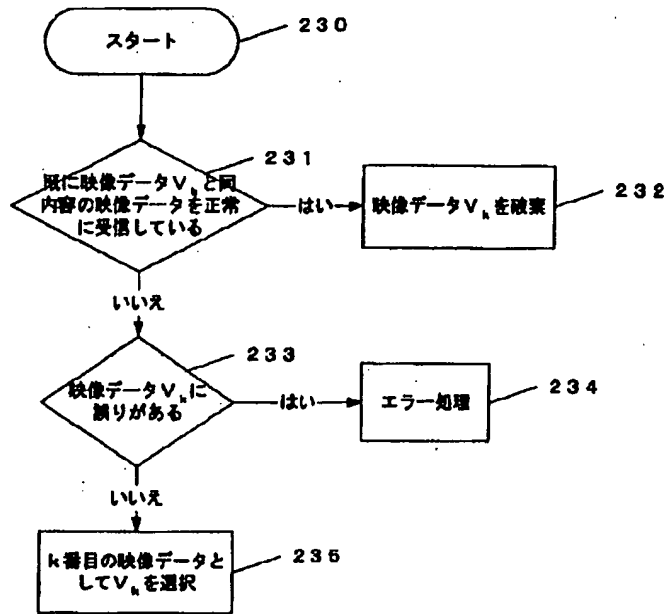 スタート
230
231
既に映像データVkと同
内容の映像データを正常
に受信している
はい
映像データVkを破棄
232
いいえ
233
映像データVkに
誤りがある
はい
エラー処理
234
いいえ
k番目の映像データと
してVkを選択
235